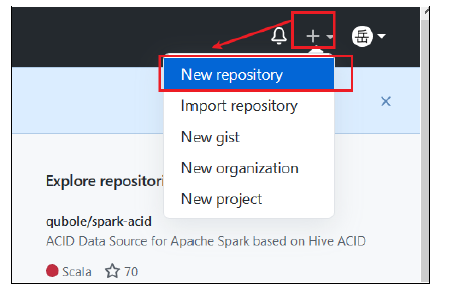 岳
New repository
Import repository
New gist
New organization
New project
Explore repositori
qubole/spark-acid
ACID Data Source for Apache Spark based on Hive ACID
Scala 70